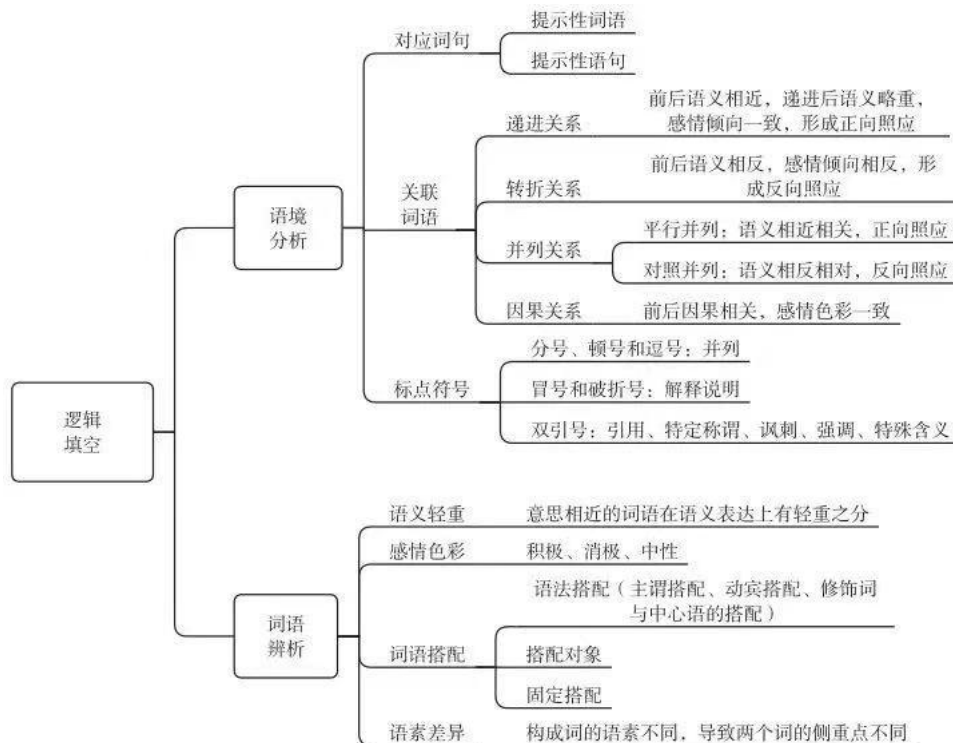 提示性词语
对应词句
提示性语句
递进关系
前后语义相近，递进后语义略重，
感情倾向一致，形成正向照应
关联
词语
转折关系
前后语义相反，感情倾向相反，形
成反向照应
语境
分析
并列关系
平行并列：语义相近相关，正向照应
对照并列：语义相反相对，反向照应
因果关系
前后因果相关，感情色彩一致
标点符号
分号、顿号和逗号：并列
冒号和破折号：解释说明
双引号：引用、特定称谓、讽刺、强调、特殊含义
逻辑
填空
语义轻重
意思相近的词语在语义表达上有轻重之分
感情色彩
积极、消极、中性
词语
辨析
词语搭配
语法搭配（主谓搭配、动宾搭配、修饰词
与中心语的搭配）
搭配对象
固定搭配
语素差异
构成词的语素不同，导致两个词的侧重点不同